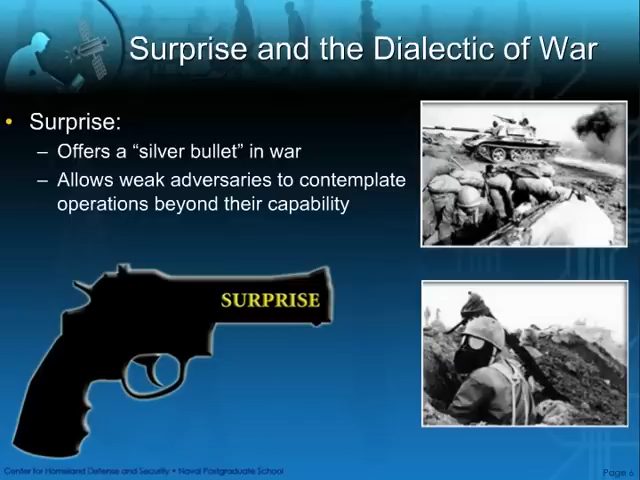 Surprise and the Dialectic of War
• Surprise:
– Offers a “silver bullet” in war
– Allows weak adversaries to contemplate
operations beyond their capability
SURPRISE
Center for Homeland Defense and Security • Naval Postgraduate School
Page 6